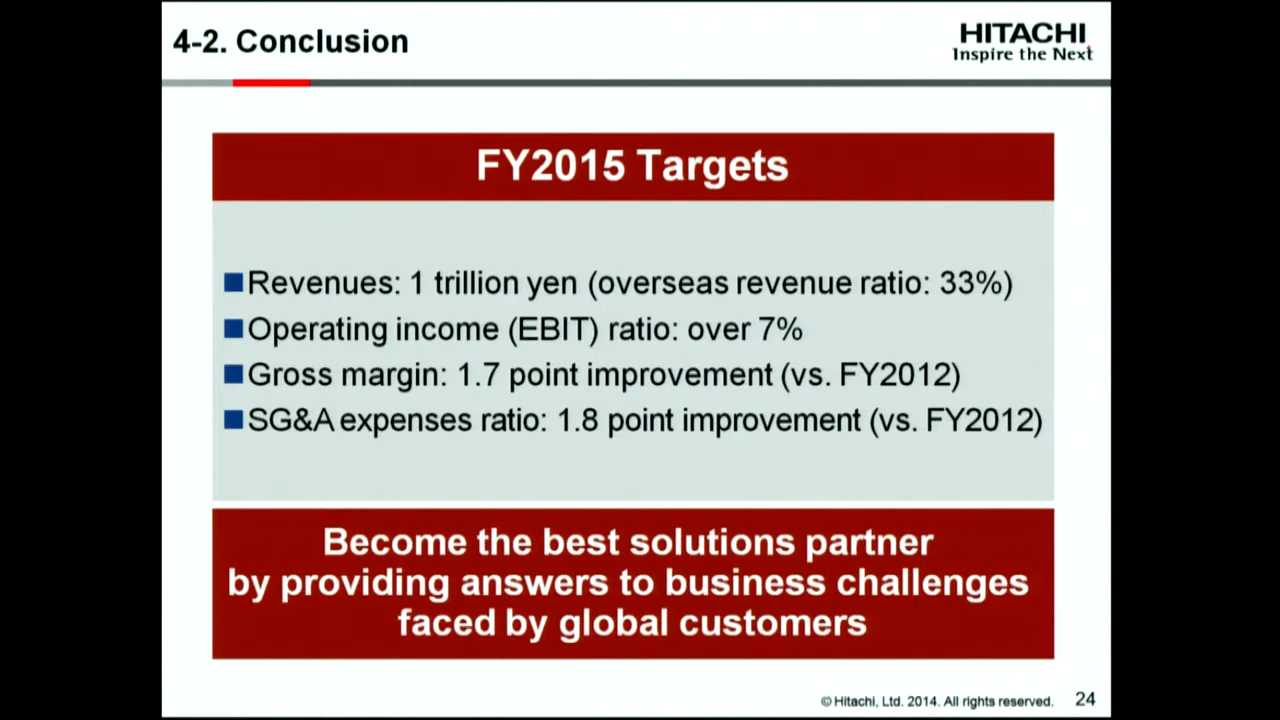 4-2. Conclusion
HITACHI
Inspire the Next
FY2015 Targets
■Revenues: 1 trillion yen (overseas revenue ratio: 33%)
■Operating income (EBIT) ratio: over 7%
■Gross margin: 1.7 point improvement (vs. FY2012)
■SG&A expenses ratio: 1.8 point improvement (vs. FY2012)
Become the best solutions partner
by providing answers to business challenges
faced by global customers
© Hitachi, Ltd. 2014. All rights reserved. 24